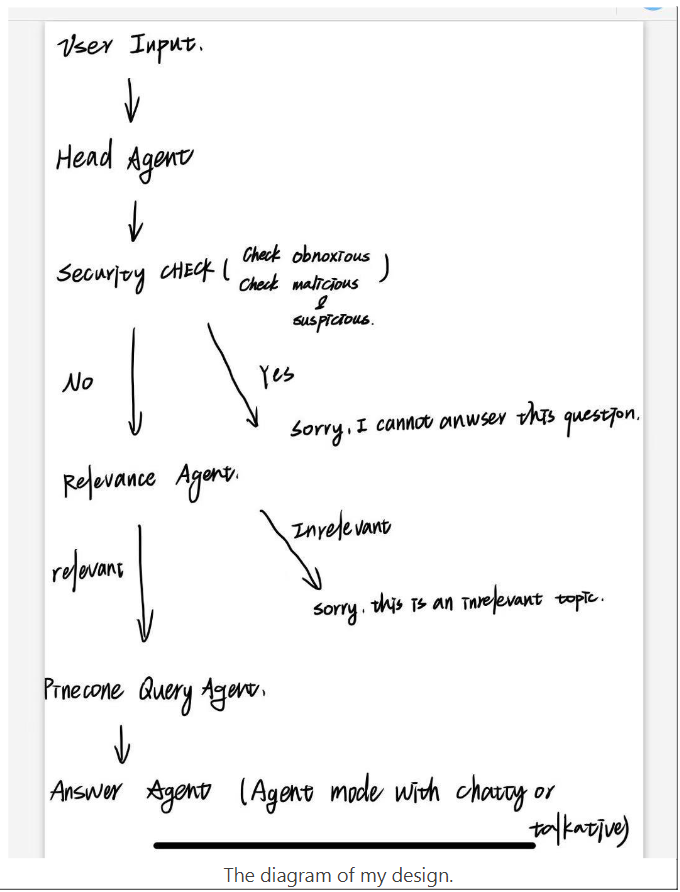 User Input.
Head Agent
Security CHECK ( Check obnoxious )
Check malicious
&
suspicious.
No
Yes
sorry, I cannot anwser this question.
Relevance Agent.
Inrelevant
relevant
sorry, this is an inrelevant topic.
Pinecone Query Agent.
Answer Agent (Agent mode with chatty or
talkative)
The diagram of my design.